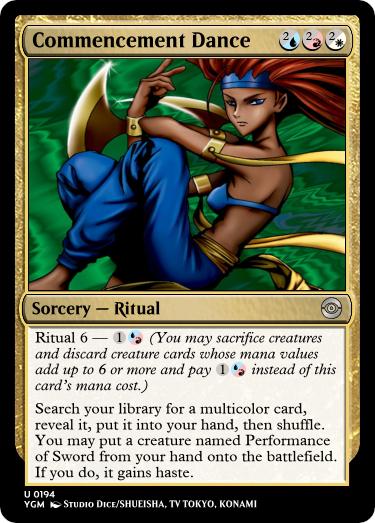 Commencement Dance 2 2 2
Sorcery — Ritual
Ritual 6 — 1 (You may sacrifice creatures
and discard creature cards whose mana values
add up to 6 or more and pay 1 instead of this
card's mana cost.)
Search your library for a multicolor card,
reveal it, put it into your hand, then shuffle.
You may put a creature named Performance
of Sword from your hand onto the battlefield.
If you do, it gains haste.
U 0194
YGM Studio Dice/SHUEISHA, TV TOKYO, KONAMI